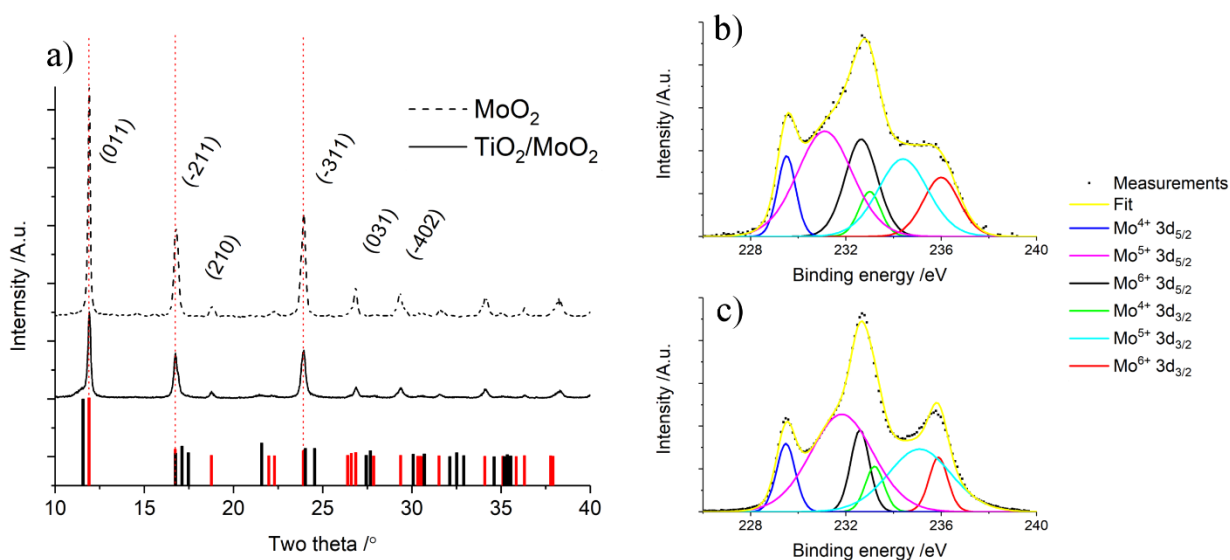 a)
MoO2
TiO2/MoO2
(011)
(-211)
(210)
(-311)
(031)
(-402)
Internsity /A.u.
10 15 20 25 30 35 40
Two theta /°
b)
Intensity /A.u.
228 232 236 240
Binding energy /eV
c)
Intensity /A.u.
228 232 236 240
Binding energy /eV
Measurements
Fit
Mo4+ 3d5/2
Mo5+ 3d5/2
Mo6+ 3d5/2
Mo4+ 3d3/2
Mo5+ 3d3/2
Mo6+ 3d3/2